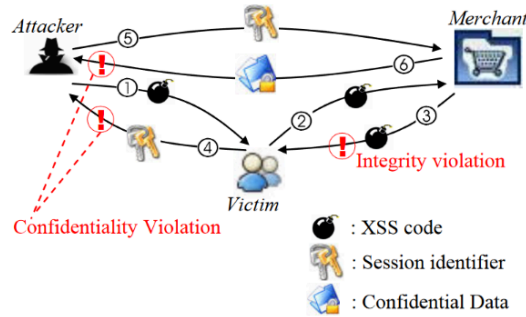 Attacker
Merchant
5
6
1
2
3
4
Integrity violation
Victim
Confidentiality Violation
: XSS code
: Session identifier
: Confidential Data